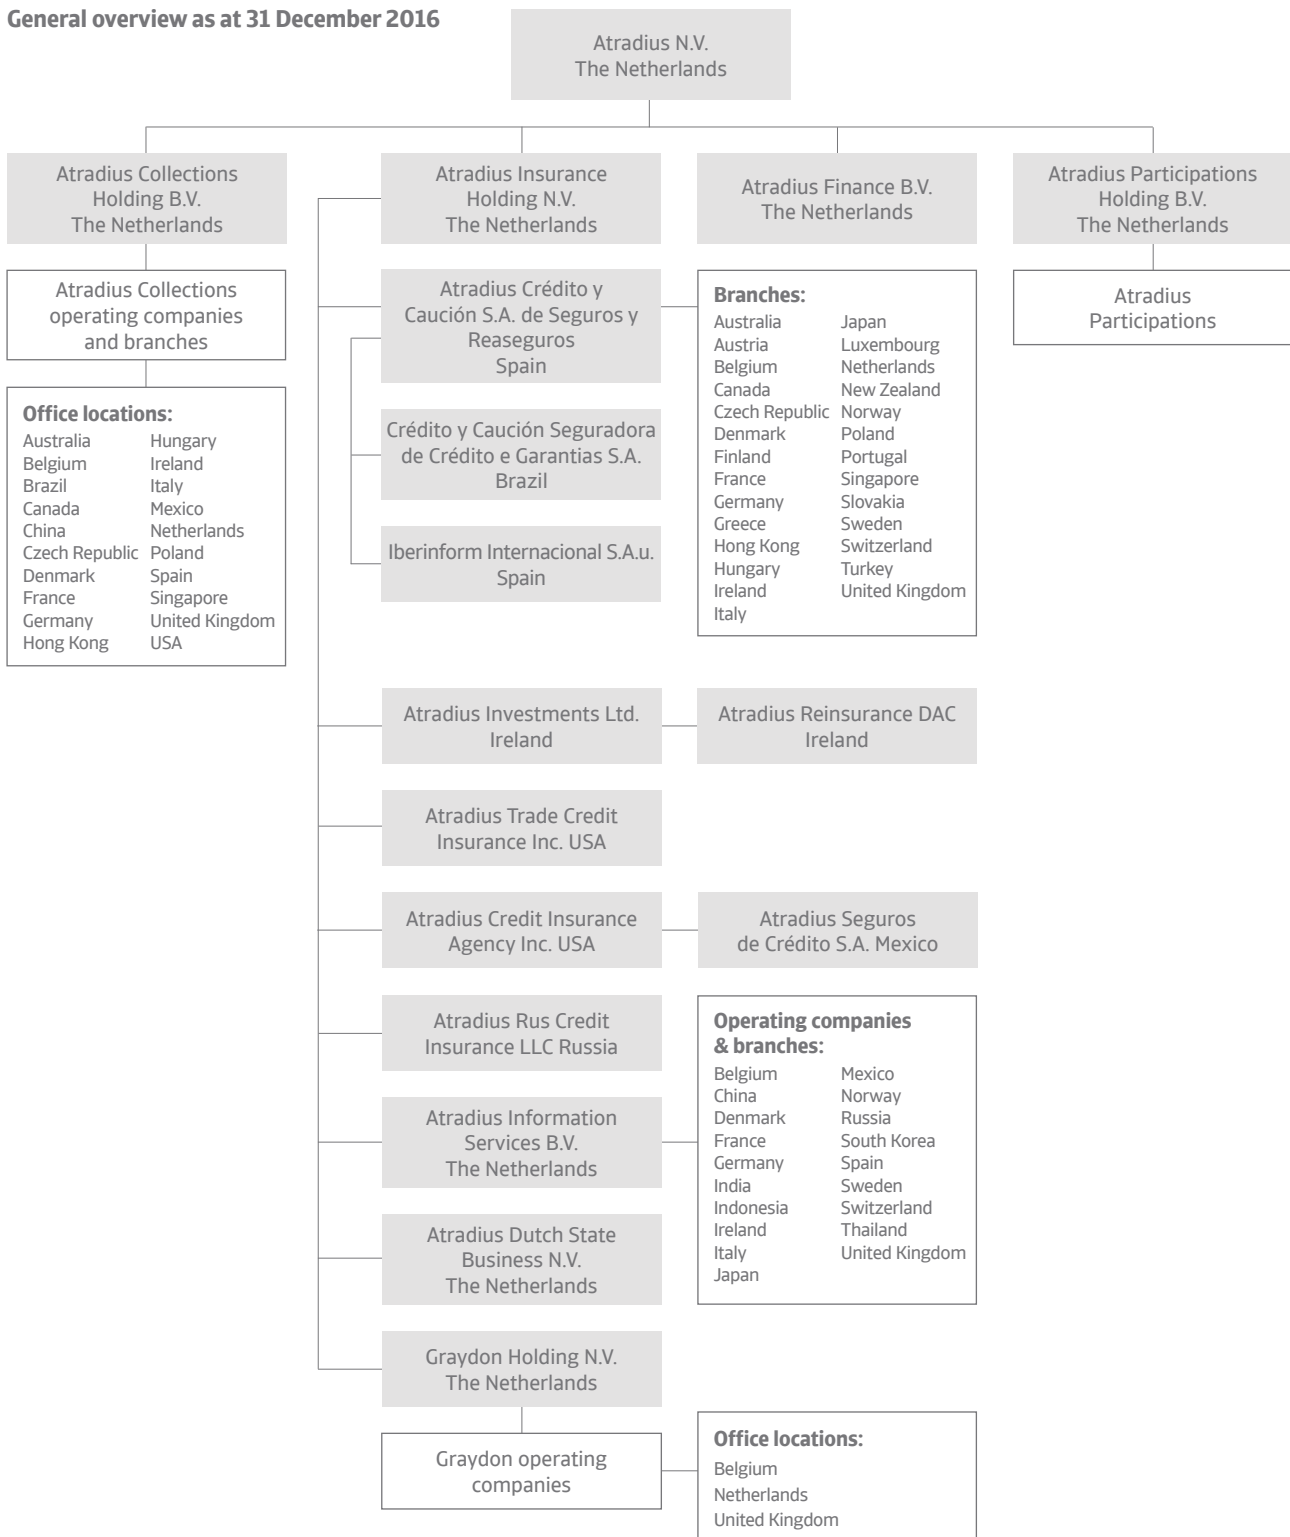 General overview as at 31 December 2016
Atradius N.V.
The Netherlands
Atradius Collections
Holding B.V.
The Netherlands
Atradius Insurance
Holding N.V.
The Netherlands
Atradius Finance B.V.
The Netherlands
Atradius Participations
Holding B.V.
The Netherlands
Atradius Collections
operating companies
and branches
Office locations:
Australia
Belgium
Brazil
Canada
China
Czech Republic
Denmark
France
Germany
Hong Kong
Hungary
Ireland
Italy
Mexico
Netherlands
Poland
Spain
Singapore
United Kingdom
USA
Atradius Crédito y
Caución S.A. de Seguros y
Reaseguros
Spain
Crédito y Caución Seguradora
de Crédito e Garantias S.A.
Brazil
Iberinform Internacional S.A.u.
Spain
Branches:
Australia
Austria
Belgium
Canada
Czech Republic
Denmark
Finland
France
Germany
Greece
Hong Kong
Hungary
Ireland
Italy
Japan
Luxembourg
Netherlands
New Zealand
Norway
Poland
Portugal
Singapore
Slovakia
Sweden
Switzerland
Turkey
United Kingdom
Atradius
Participations
Atradius Investments Ltd.
Ireland
Atradius Reinsurance DAC
Ireland
Atradius Trade Credit
Insurance Inc. USA
Atradius Credit Insurance
Agency Inc. USA
Atradius Seguros
de Crédito S.A. Mexico
Atradius Rus Credit
Insurance LLC Russia
Atradius Information
Services B.V.
The Netherlands
Operating companies
& branches:
Belgium
China
Denmark
France
Germany
India
Indonesia
Ireland
Italy
Japan
Mexico
Norway
Russia
South Korea
Spain
Sweden
Switzerland
Thailand
United Kingdom
Atradius Dutch State
Business N.V.
The Netherlands
Graydon Holding N.V.
The Netherlands
Graydon operating
companies
Office locations:
Belgium
Netherlands
United Kingdom